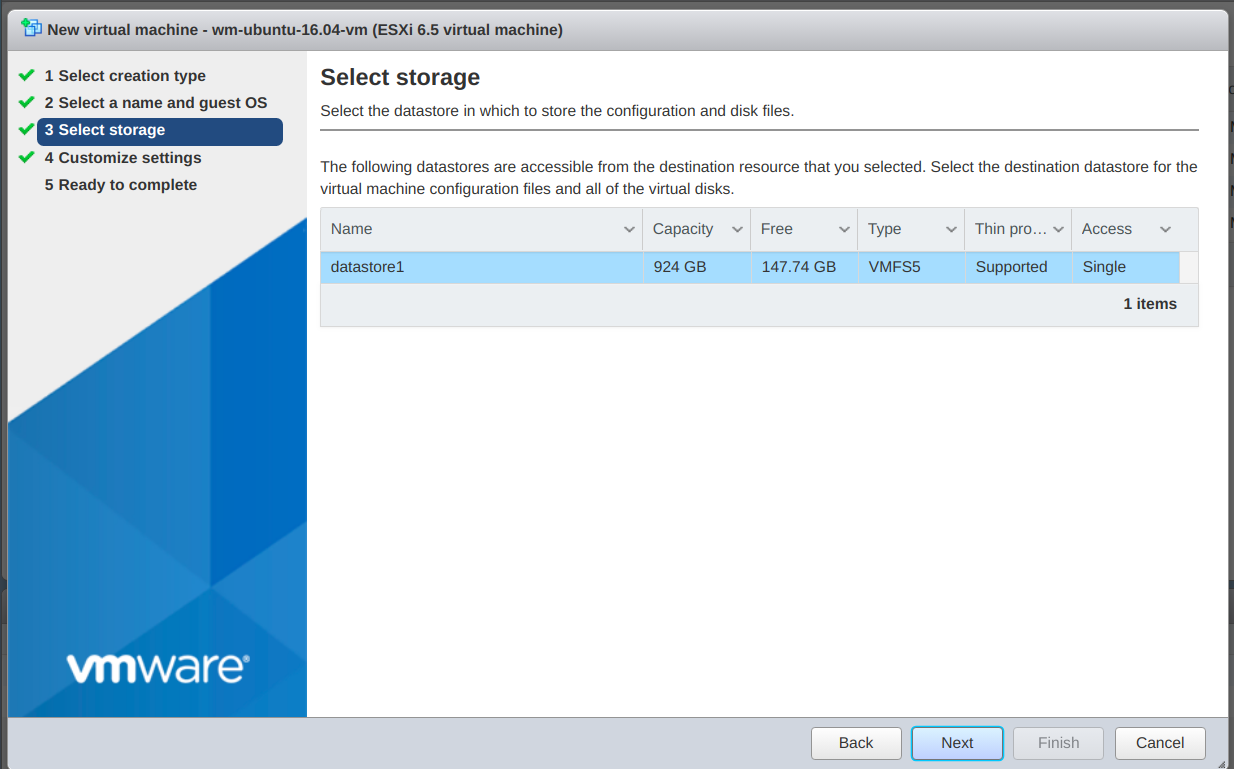 New virtual machine - wm-ubuntu-16.04-vm (ESXi 6.5 virtual machine)
1 Select creation type
2 Select a name and guest OS
3 Select storage
4 Customize settings
5 Ready to complete
vmware®
Select storage
Select the datastore in which to store the configuration and disk files.
The following datastores are accessible from the destination resource that you selected. Select the destination datastore for the
virtual machine configuration files and all of the virtual disks.
Name Capacity Free Type Thin pro... Access
datastore1 924 GB 147.74 GB VMFS5 Supported Single
1 items
Back Next Finish Cancel